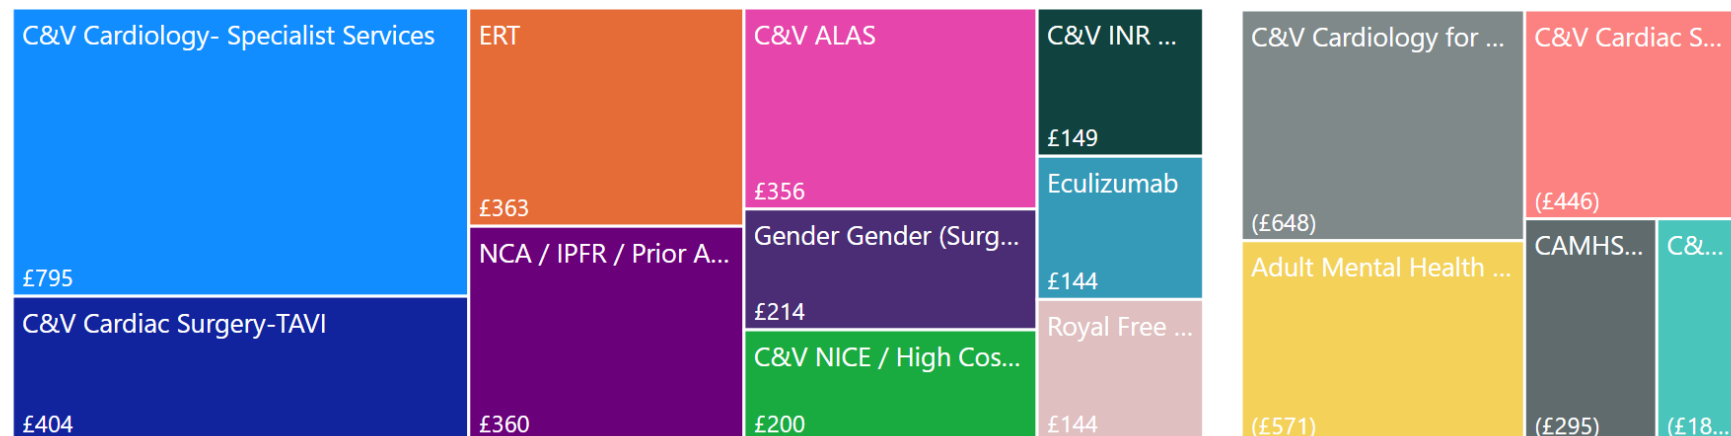 C&V Cardiology- Specialist Services
£795
C&V Cardiac Surgery-TAVI
£404
ERT
£363
NCA / IPFR / Prior A...
£360
C&V ALAS
£356
Gender Gender (Surg...
£214
C&V NICE / High Cos...
£200
C&V INR ...
£149
Eculizumab
£144
Royal Free ...
£144
C&V Cardiology for ...
(£648)
Adult Mental Health ...
(£571)
C&V Cardiac S...
(£446)
CAMHS...
(£295)
C&...
(£18...